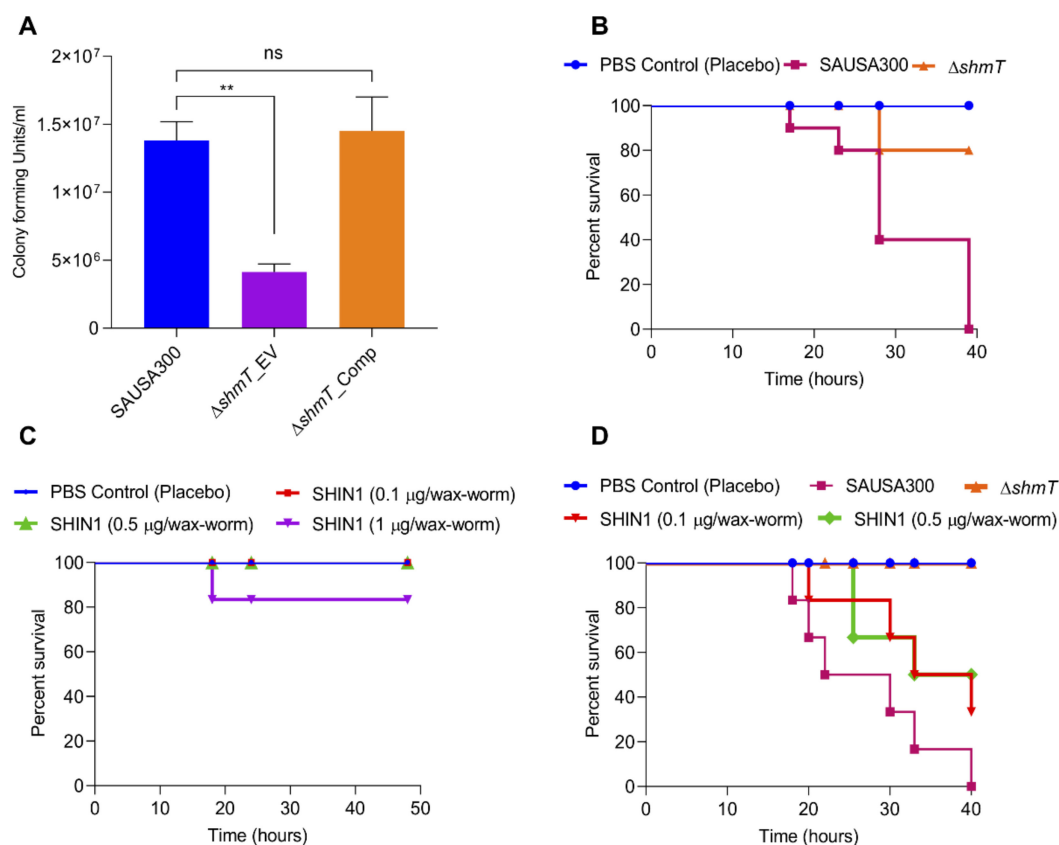 A
2×10⁷
1.5×10⁷
1×10⁷
5×10⁶
0
Colony forming Units/ml
ns
**
SAUSA300
ΔshmT_EV
ΔshmT_Comp
B
PBS Control (Placebo) SAUSA300 ΔshmT
100
80
60
40
20
0
Percent survival
0 10 20 30 40
Time (hours)
C
PBS Control (Placebo) SHIN1 (0.1 µg/wax-worm)
SHIN1 (0.5 µg/wax-worm) SHIN1 (1 µg/wax-worm)
100
80
60
40
20
0
Percent survival
0 10 20 30 40 50
Time (hours)
D
PBS Control (Placebo) SAUSA300 ΔshmT
SHIN1 (0.1 µg/wax-worm) SHIN1 (0.5 µg/wax-worm)
100
80
60
40
20
0
Percent survival
0 10 20 30 40
Time (hours)